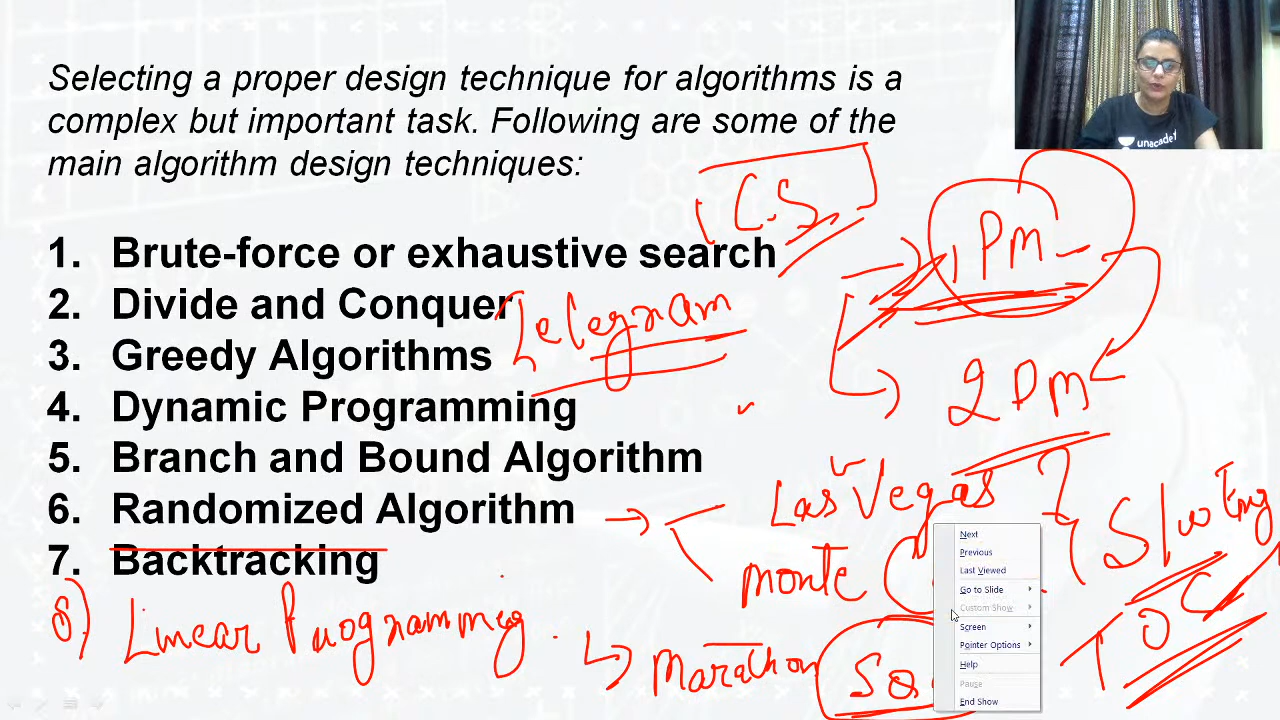 Selecting a proper design technique for algorithms is a
complex but important task. Following are some of the
main algorithm design techniques:
C.S.
1. Brute-force or exhaustive search
1 Pm
2. Divide and Conquer
Telegram
3. Greedy Algorithms
2 Pm
4. Dynamic Programming
5. Branch and Bound Algorithm
Las Vegas
6. Randomized Algorithm
monte C
7. Backtracking
8) Linear Programming
Marathon
TOC
unacade
Next
Previous
Last Viewed
Go to Slide
Custom Show
Screen
Pointer Options
Help
Pause
End Show